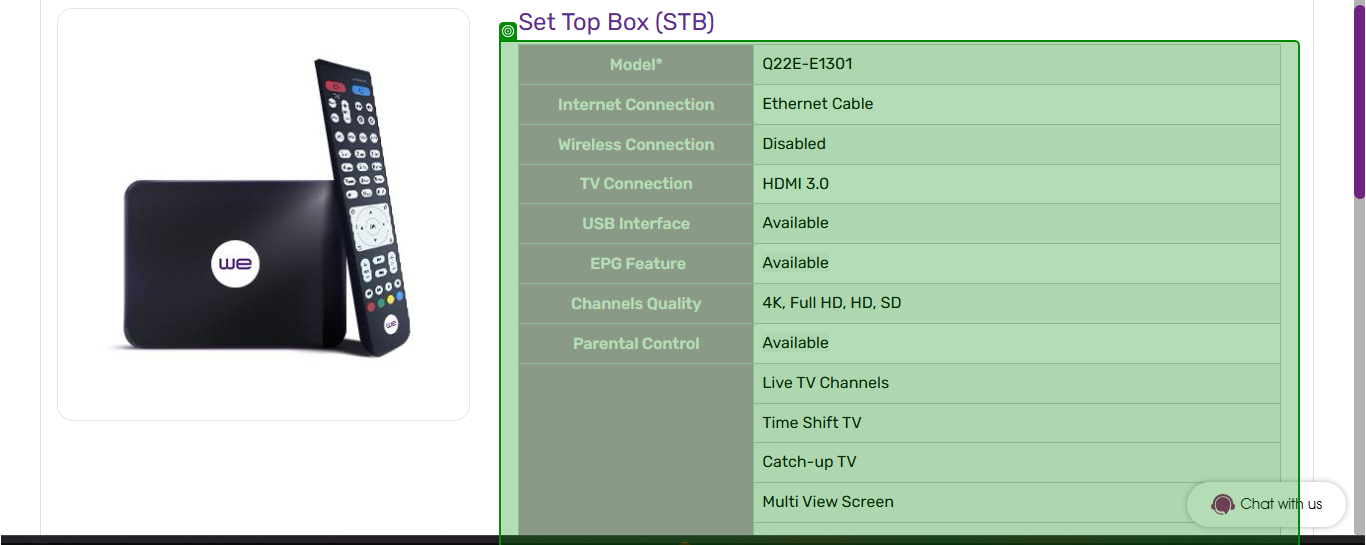 Set Top Box (STB)
Model* Q22E-E1301
Internet Connection Ethernet Cable
Wireless Connection Disabled
TV Connection HDMI 3.0
USB Interface Available
EPG Feature Available
Channels Quality 4K, Full HD, HD, SD
Parental Control Available
Live TV Channels
Time Shift TV
Catch-up TV
Multi View Screen
we
OK
we
Chat with us